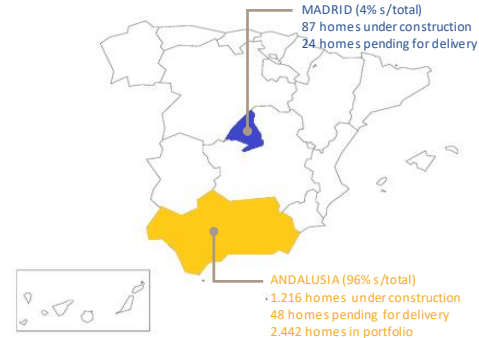 MADRID (4% s/total)
87 homes under construction
24 homes pending for delivery
ANDALUSIA (96% s/total)
1.216 homes under construction
48 homes pending for delivery
2.442 homes in portfolio